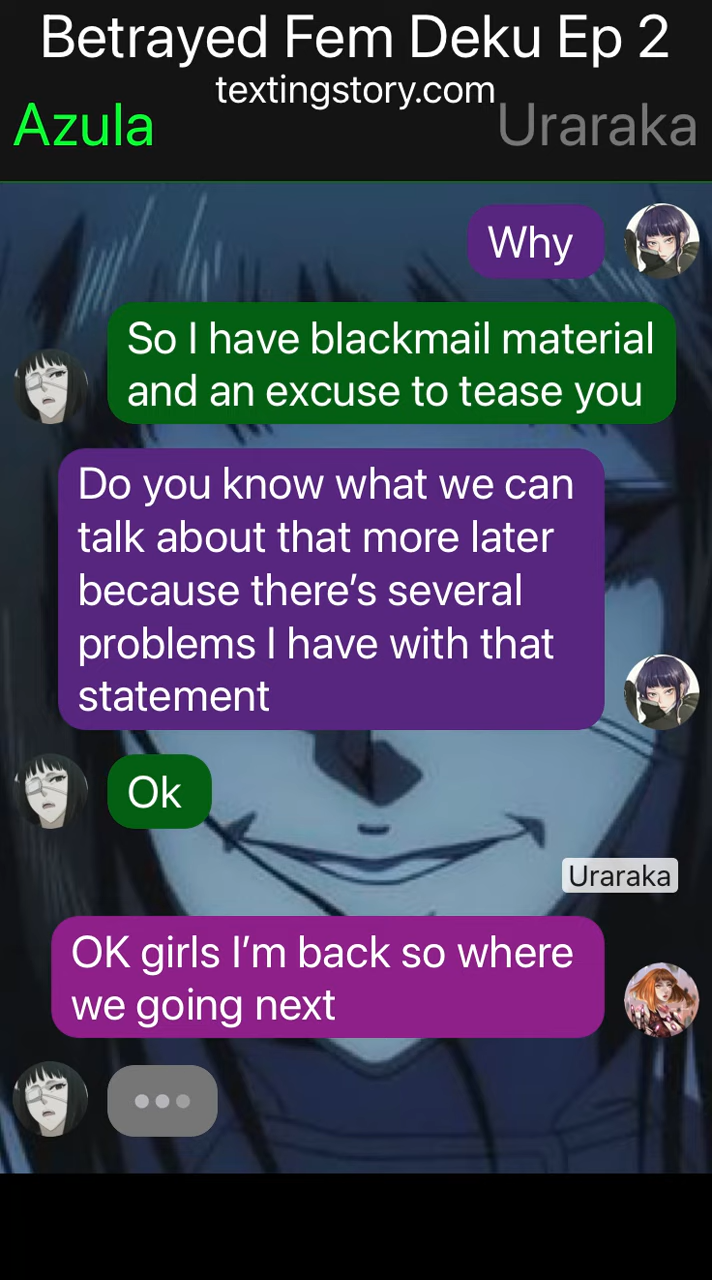 Betrayed Fem Deku Ep 2
textingstory.com
Azula
Uraraka
Why
So I have blackmail material
and an excuse to tease you
Do you know what we can
talk about that more later
because there’s several
problems I have with that
statement
Ok
Uraraka
OK girls I’m back so where
we going next